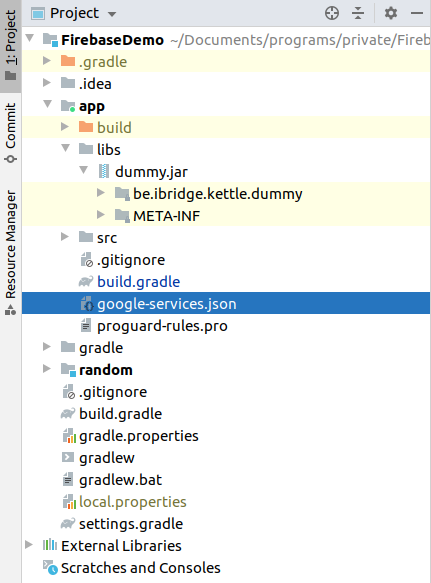 Project
FirebaseDemo ~/Documents/programs/private/Fireb
.gradle
.idea
app
build
libs
dummy.jar
be.ibridge.kettle.dummy
META-INF
src
.gitignore
build.gradle
google-services.json
proguard-rules.pro
gradle
random
.gitignore
build.gradle
gradle.properties
gradlew
gradlew.bat
local.properties
settings.gradle
External Libraries
Scratches and Consoles
1: Project
Commit
Resource Manager